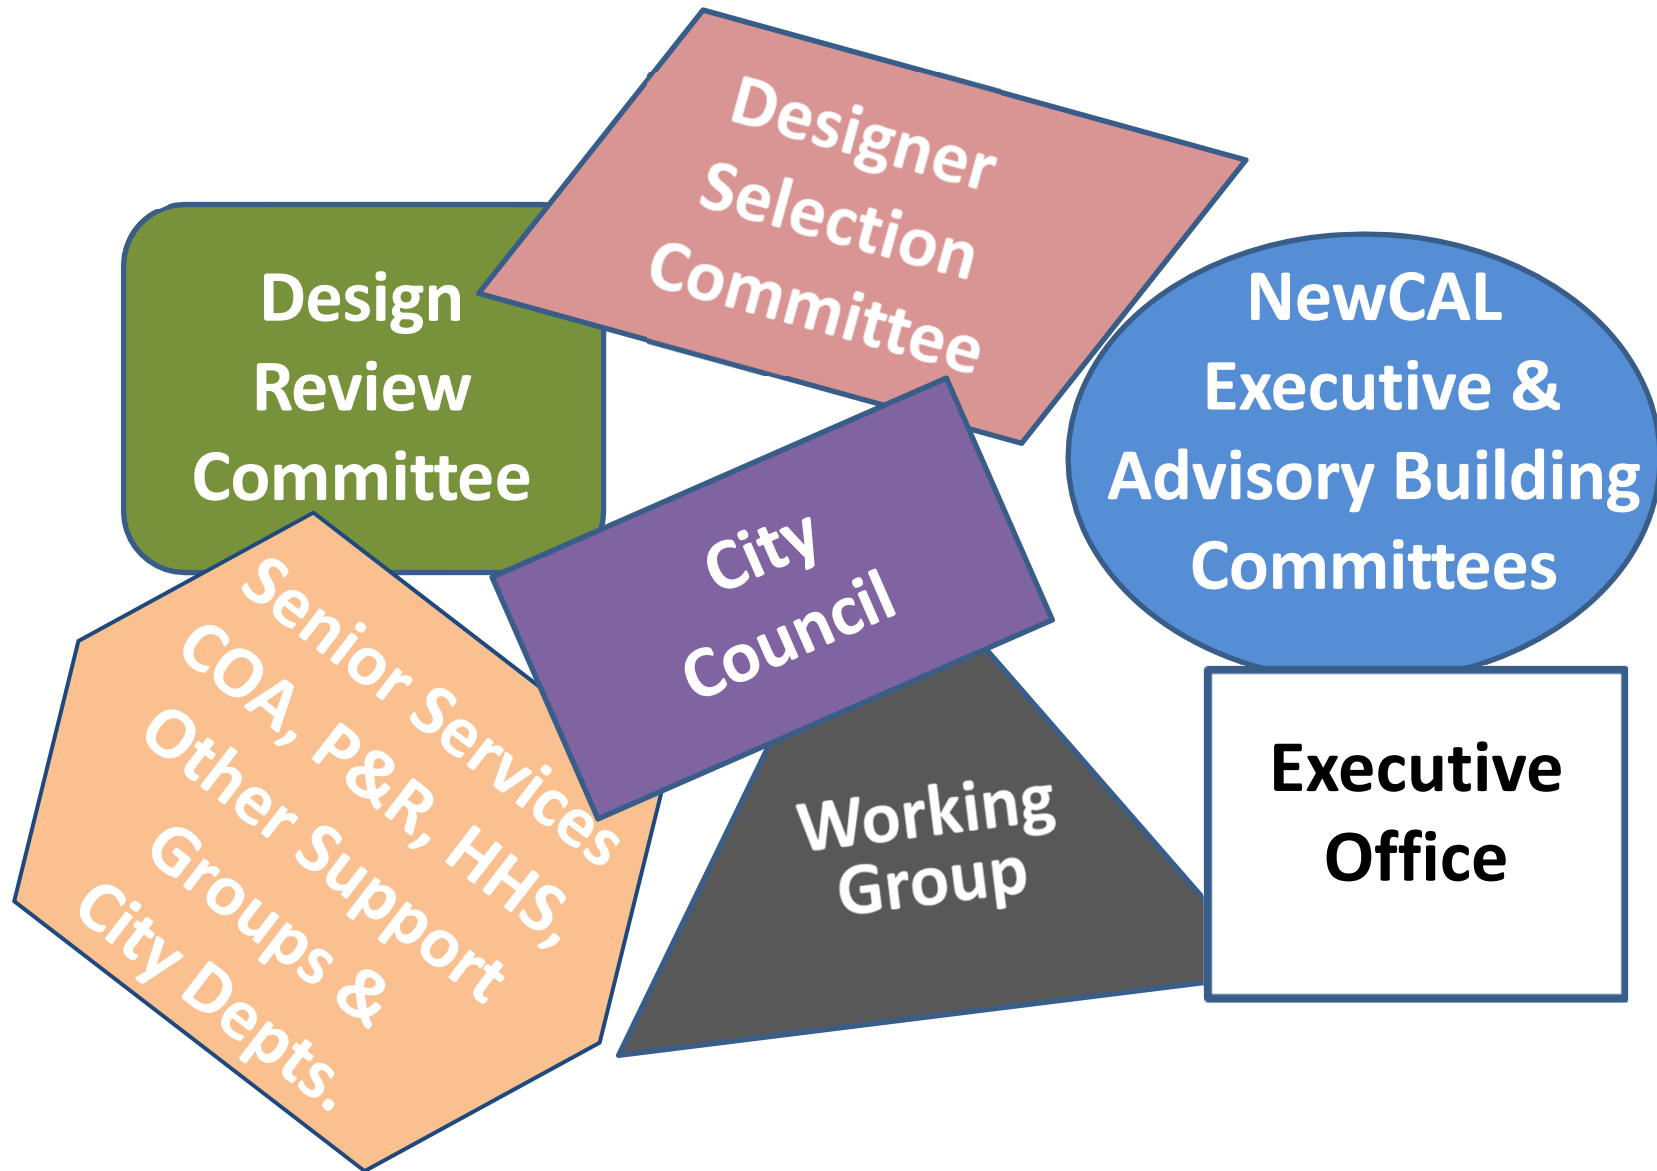 Designer
Selection
Committee
Design
Review
Committee
NewCAL
Executive &
Advisory Building
Committees
City
Council
Senior Services
COA, P&R, HHS,
Other Support
Groups &
City Depts.
Working
Group
Executive
Office